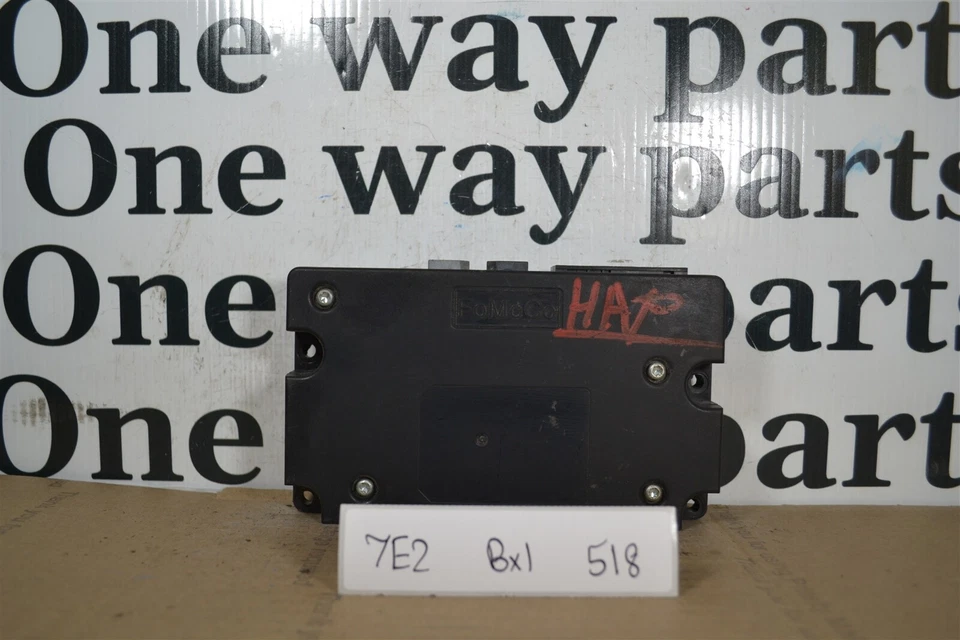 One way part
One way parts
One parts
One part
FoMoCo
HAP
7E2 Bx1 518